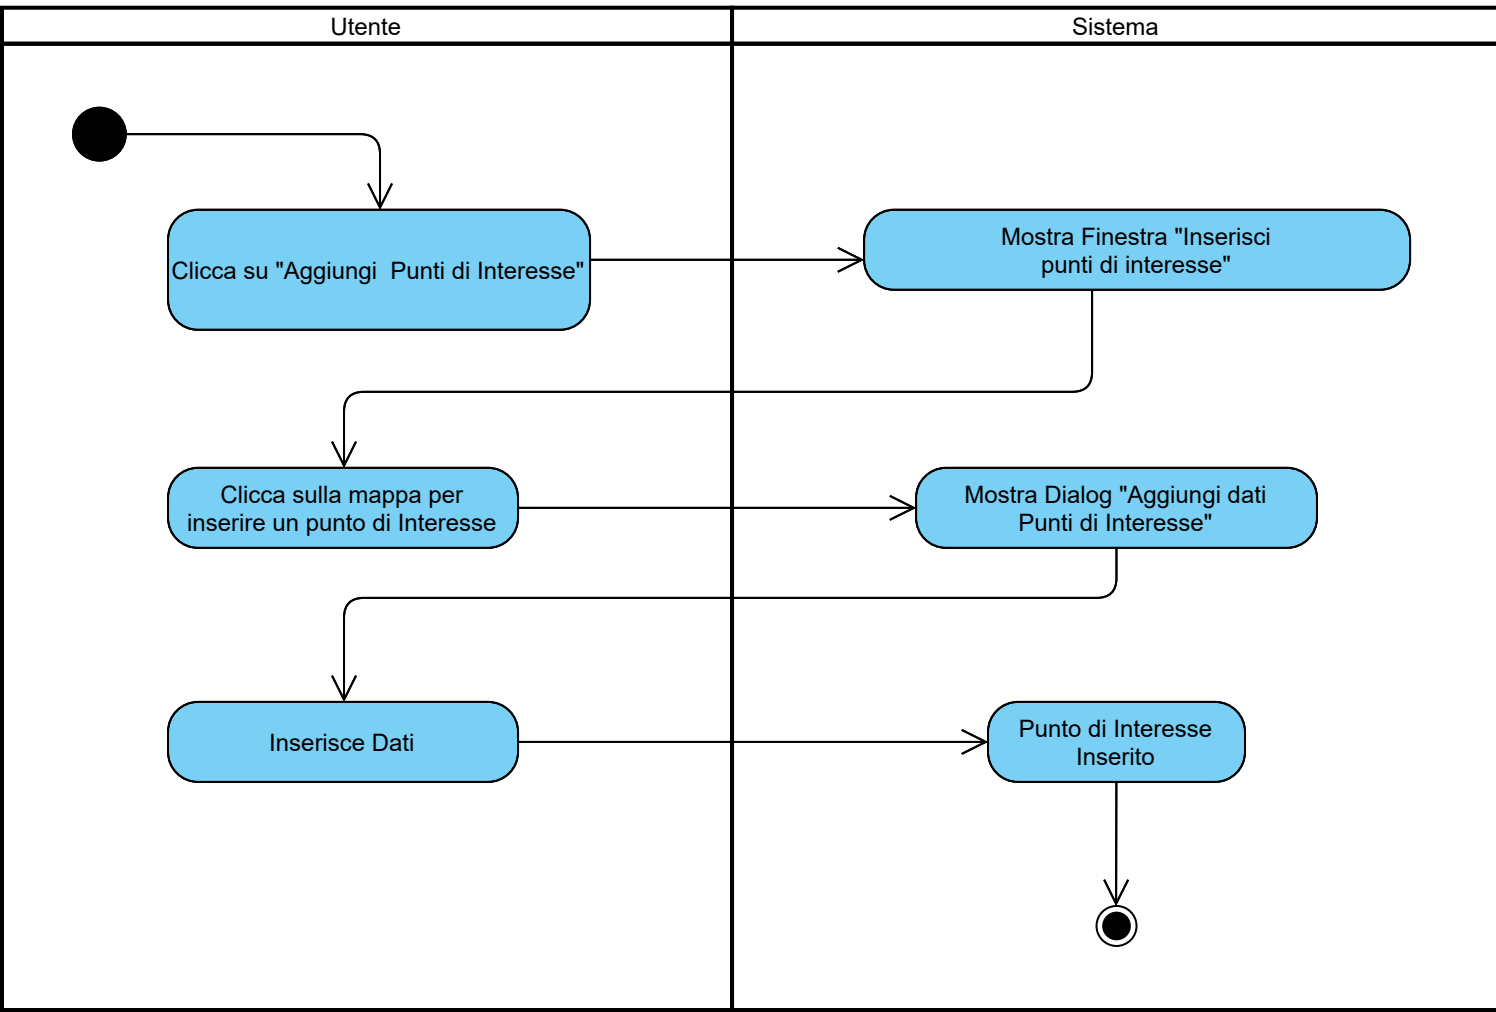 Utente
Sistema
Clicca su "Aggiungi  Punti di Interesse"
Mostra Finestra "Inserisci
punti di interesse"
Clicca sulla mappa per
inserire un punto di Interesse
Mostra Dialog "Aggiungi dati
Punti di Interesse"
Inserisce Dati
Punto di Interesse
Inserito